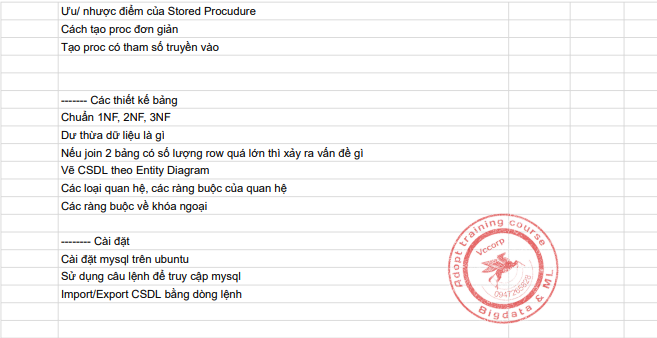 Ưu/ nhược điểm của Stored Procudure
Cách tạo proc đơn giản
Tạo proc có tham số truyền vào
------- Các thiết kế bảng
Chuẩn 1NF, 2NF, 3NF
Dư thừa dữ liệu là gì
Nếu join 2 bảng có số lượng row quá lớn thì xảy ra vấn đề gì
Vẽ CSDL theo Entity Diagram
Các loại quan hệ, các ràng buộc của quan hệ
Các ràng buộc về khóa ngoại
-------- Cài đặt
Cài đặt mysql trên ubuntu
Sử dụng câu lệnh để truy cập mysql
Import/Export CSDL bằng dòng lệnh
Adopt training course
Vccorp
Bigdata & ML